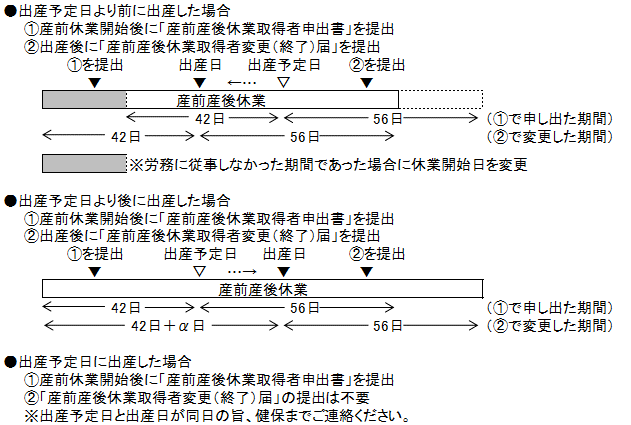 ●出産予定日より前に出産した場合
①産前休業開始後に「産前産後休業取得者申出書」を提出
②出産後に「産前産後休業取得者変更（終了）届」を提出
①を提出 出産日 出産予定日 ②を提出
▼ ▼ ←… ▽ ▼
産前産後休業
42日 56日 （①で申し出た期間）
42日 56日 （②で変更した期間）
※労務に従事しなかった期間であった場合に休業開始日を変更
●出産予定日より後に出産した場合
①産前休業開始後に「産前産後休業取得者申出書」を提出
②出産後に「産前産後休業取得者変更（終了）届」を提出
①を提出 出産予定日 出産日 ②を提出
▼ ▽ …→ ▼ ▼
産前産後休業
42日 56日 （①で申し出た期間）
42日＋α日 56日 （②で変更した期間）
●出産予定日に出産した場合
①産前休業開始後に「産前産後休業取得者申出書」を提出
②「産前産後休業取得者変更（終了）届」の提出は不要
※出産予定日と出産日が同日の旨、健保までご連絡ください。